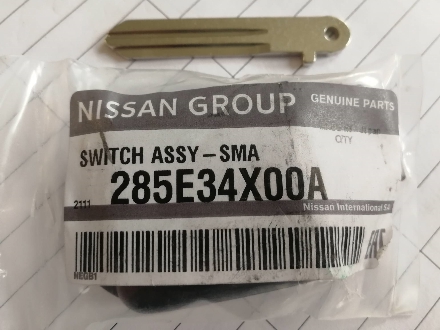 NISSAN GROUP GENUINE PARTS
QTY
SWITCH ASSY-SMA
285E34X00A
2111
Nissan International SA